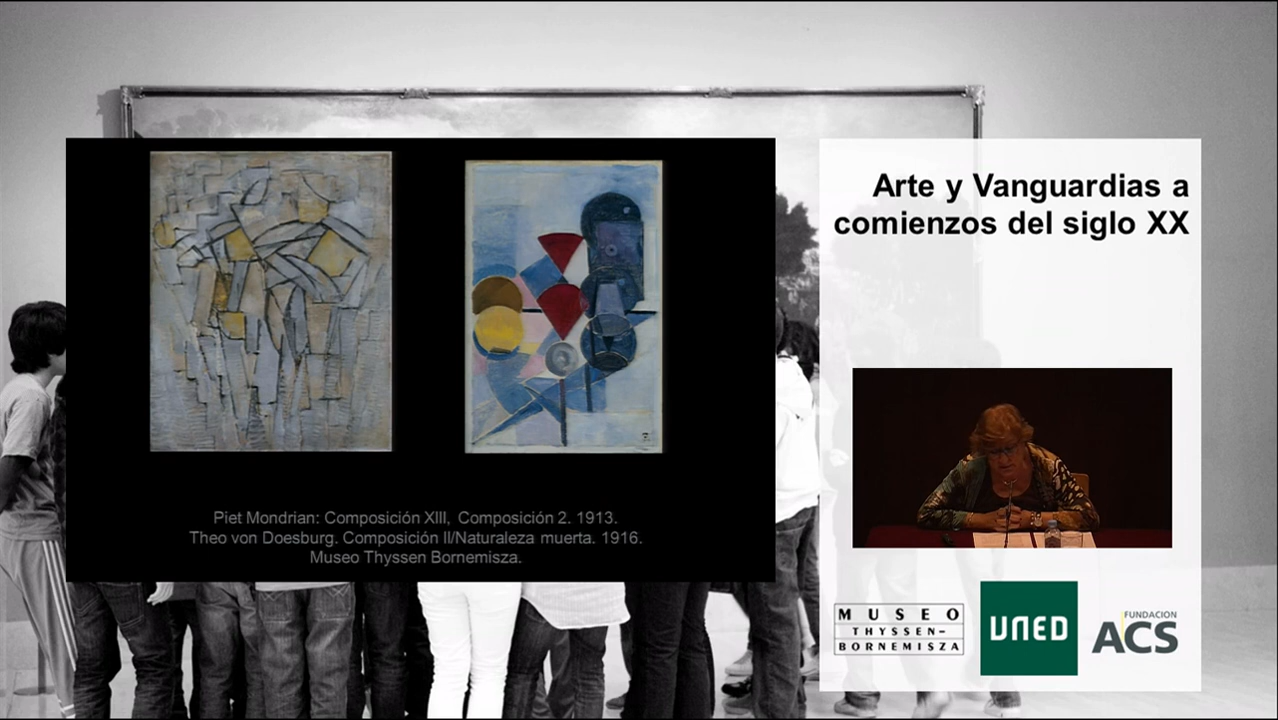 Arte y Vanguardias a
comienzos del siglo XX
Piet Mondrian: Composición XIII, Composición 2. 1913.
Theo von Doesburg. Composición II/Naturaleza muerta. 1916.
Museo Thyssen Bornemisza.
MUSEO
THYSSEN-
BORNEMISZA
UNED
FUNDACION
ACS